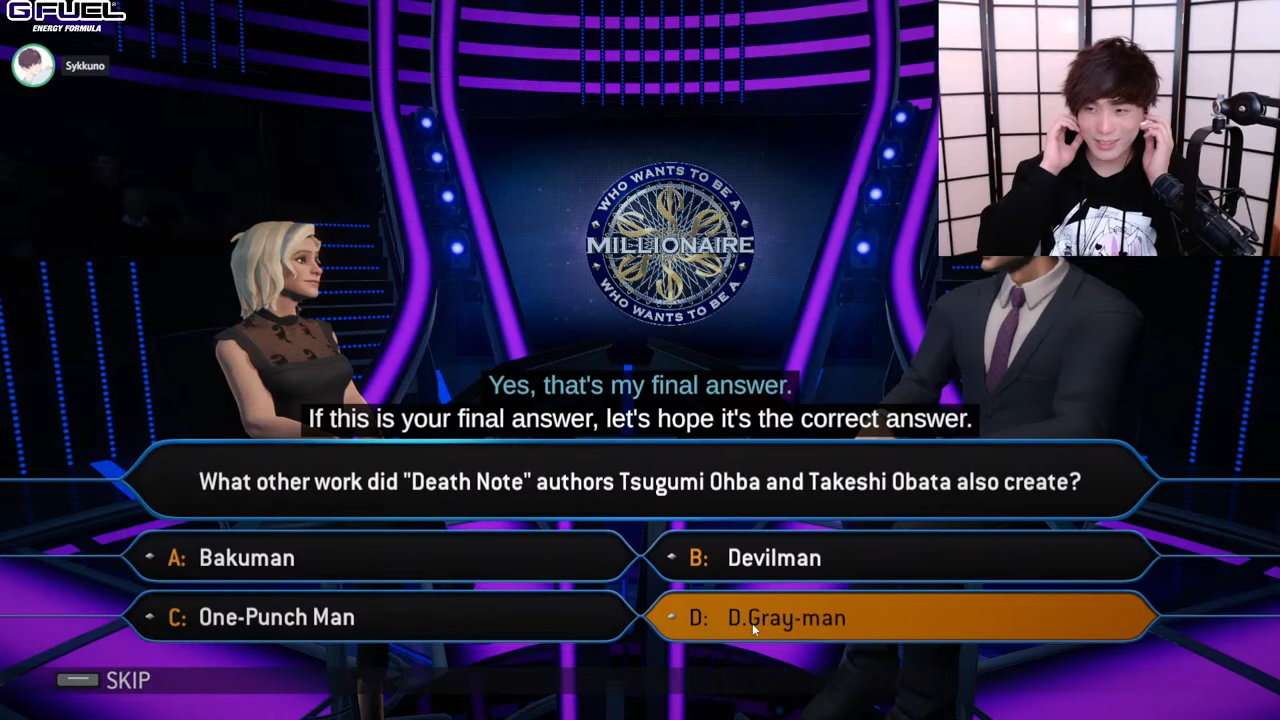 G FUEL
ENERGY FORMULA
Sykkuno
WHO WANTS TO BE A
MILLIONAIRE
WHO WANTS TO BE A
Yes, that's my final answer.
If this is your final answer, let's hope it's the correct answer.
What other work did "Death Note" authors Tsugumi Ohba and Takeshi Obata also create?
A: Bakuman
B: Devilman
C: One-Punch Man
D: D.Gray-man
SKIP